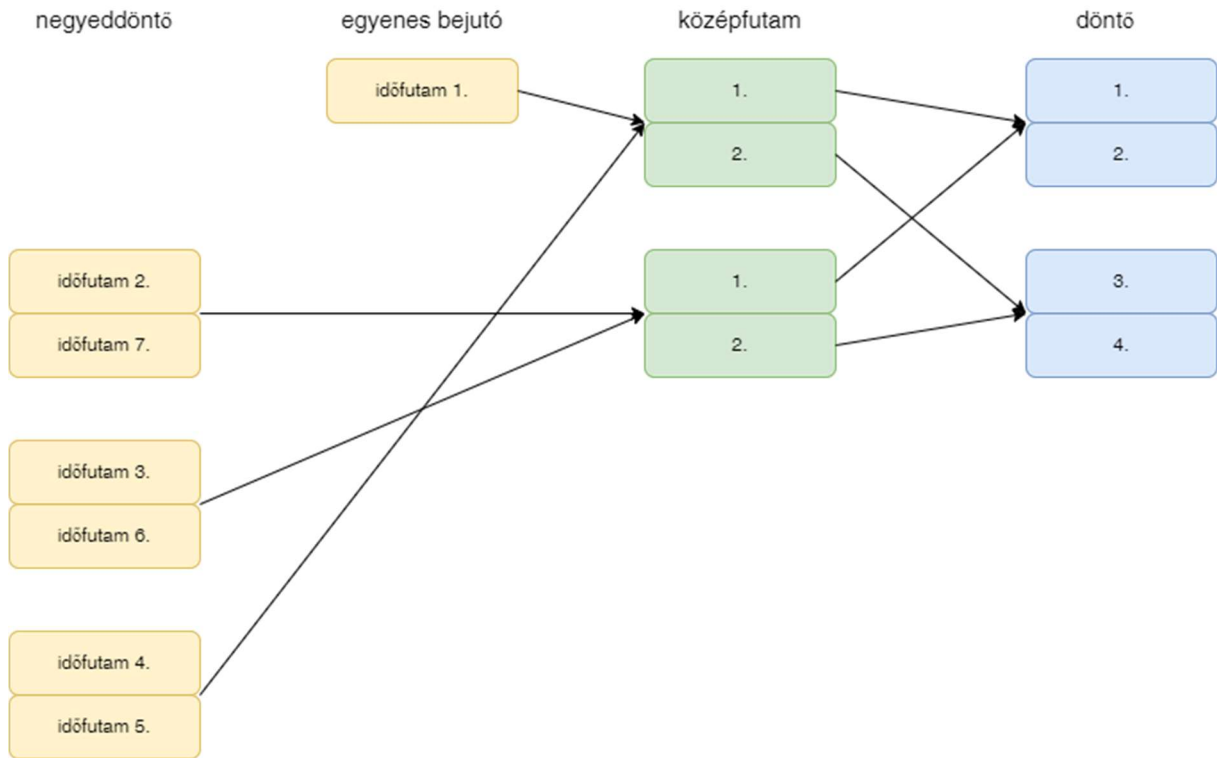 negyeddöntő
egyenes bejutó
középfutam
döntő
időfutam 1.
1.
1.
2.
2.
időfutam 2.
1.
3.
időfutam 7.
2.
4.
időfutam 3.
időfutam 6.
időfutam 4.
időfutam 5.